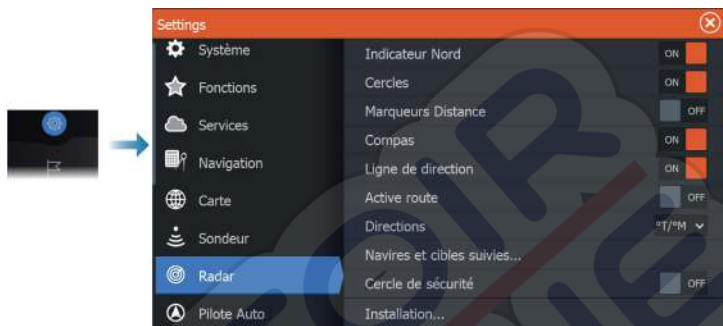 Settings
Système
Fonctions
Services
Navigation
Carte
Sondeur
Radar
Pilote Auto
Indicateur Nord ON
Cercles ON
Marqueurs Distance OFF
Compas ON
Ligne de direction ON
Active route OFF
Directions °T/°M
Navires et cibles suivies...
Cercle de sécurité OFF
Installation...